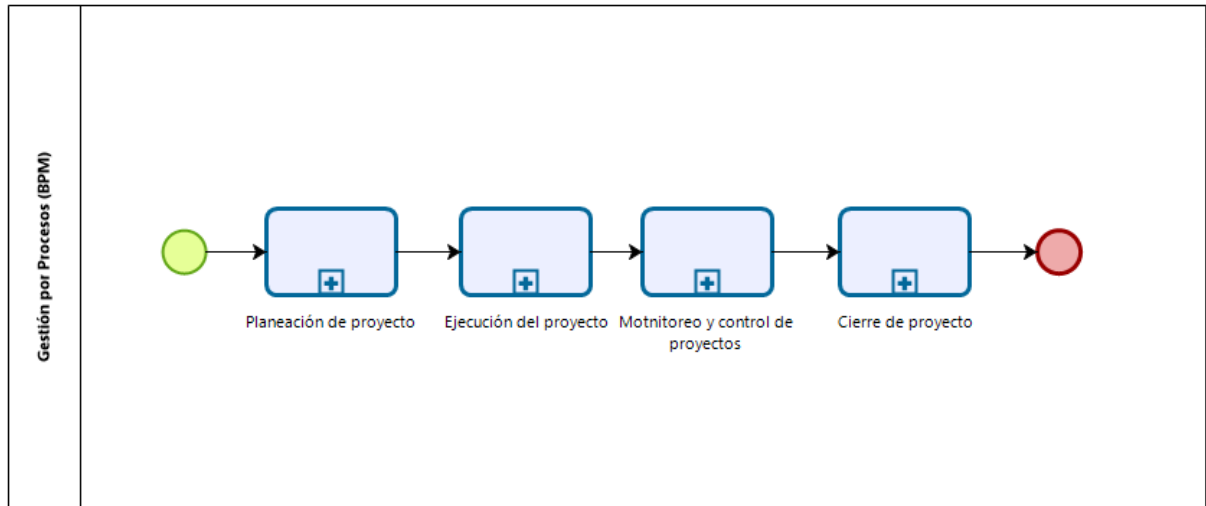 Gestión por Procesos (BPM)
Planeación de proyecto
Ejecución del proyecto
Motnitoreo y control de
proyectos
Cierre de proyecto